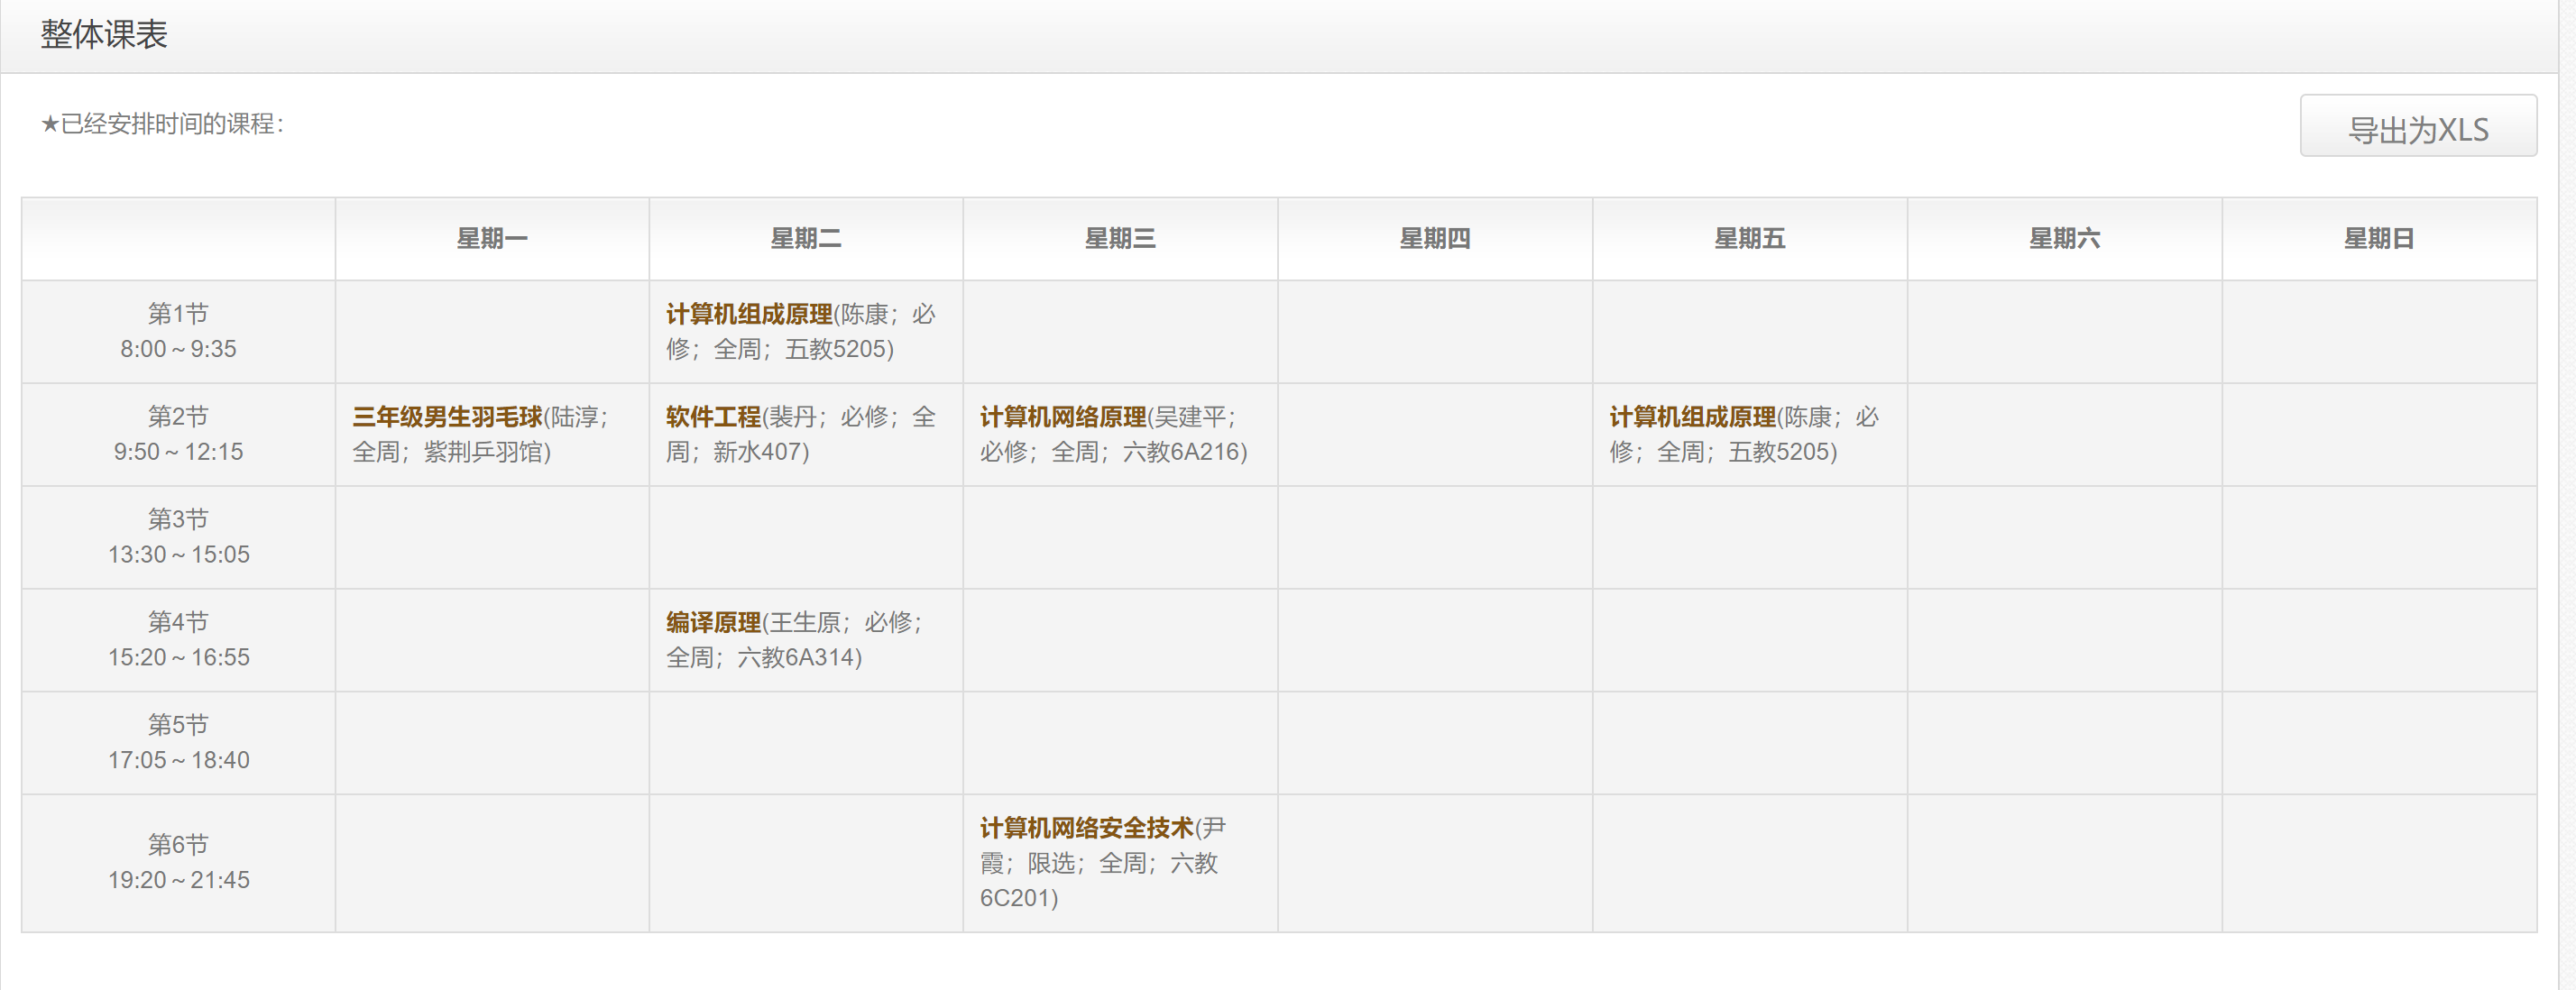 整体课表
★已经安排时间的课程：
导出为XLS
星期一
星期二
星期三
星期四
星期五
星期六
星期日
第1节
8:00～9:35
计算机组成原理(陈康；必
修；全周；五教5205)
第2节
9:50～12:15
三年级男生羽毛球(陆淳；
全周；紫荆乒羽馆)
软件工程(裴丹；必修；全
周；新水407)
计算机网络原理(吴建平；
必修；全周；六教6A216)
计算机组成原理(陈康；必
修；全周；五教5205)
第3节
13:30～15:05
第4节
15:20～16:55
编译原理(王生原；必修；
全周；六教6A314)
第5节
17:05～18:40
第6节
19:20～21:45
计算机网络安全技术(尹
霞；限选；全周；六教
6C201)